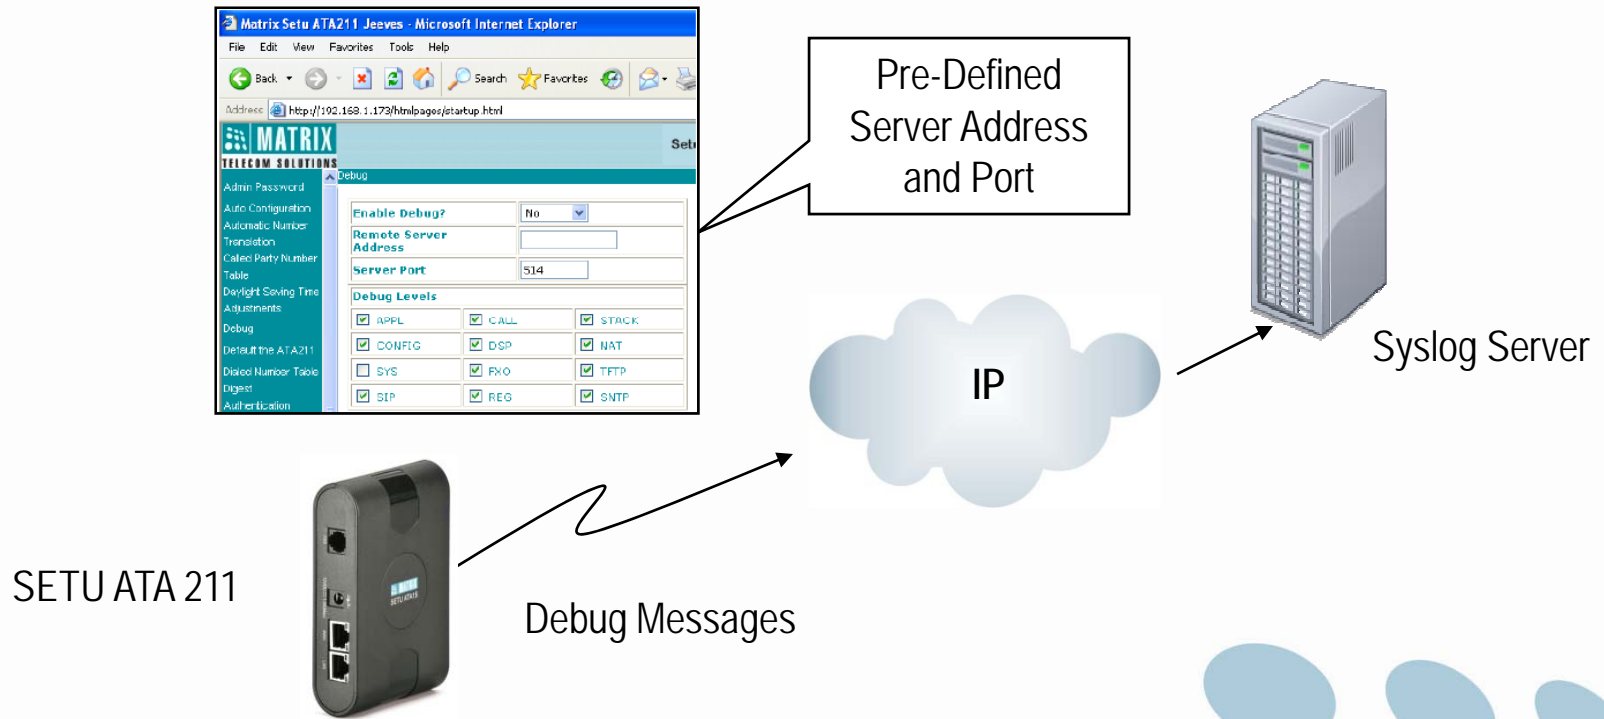 Matrix Setu ATA211 Jeeves - Microsoft Internet Explorer
File Edit View Favorites Tools Help
Back Search Favorites
Address http://192.168.1.173/htmlpages/startup.html
MATRIX
TELECOM SOLUTIONS
Setu
Debug
Admin Password
Auto Configuration
Automatic Number
Translation
Called Party Number
Table
Daylight Saving Time
Adjustments
Debug
Default the ATA211
Dialed Number Table
Digest
Authentication
Enable Debug? No
Remote Server
Address
Server Port 514
Debug Levels
APPL CALL STACK
CONFIG DSP NAT
SYS FXO TFTP
SIP REG SNTP
Pre-Defined
Server Address
and Port
IP
Syslog Server
SETU ATA 211
MATRIX
SETU ATA211
Debug Messages